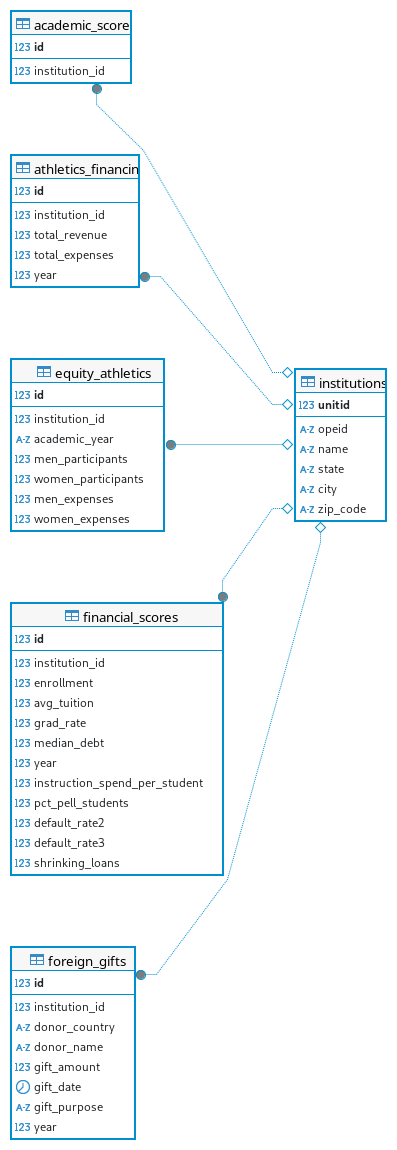 academic_score
123 id
123 institution_id
athletics_financin
123 id
123 institution_id
123 total_revenue
123 total_expenses
123 year
equity_athletics
123 id
123 institution_id
A-Z academic_year
123 men_participants
123 women_participants
123 men_expenses
123 women_expenses
institutions
123 unitid
A-Z opeid
A-Z name
A-Z state
A-Z city
A-Z zip_code
financial_scores
123 id
123 institution_id
123 enrollment
123 avg_tuition
123 grad_rate
123 median_debt
123 year
123 instruction_spend_per_student
123 pct_pell_students
123 default_rate2
123 default_rate3
123 shrinking_loans
foreign_gifts
123 id
123 institution_id
A-Z donor_country
A-Z donor_name
123 gift_amount
gift_date
A-Z gift_purpose
123 year